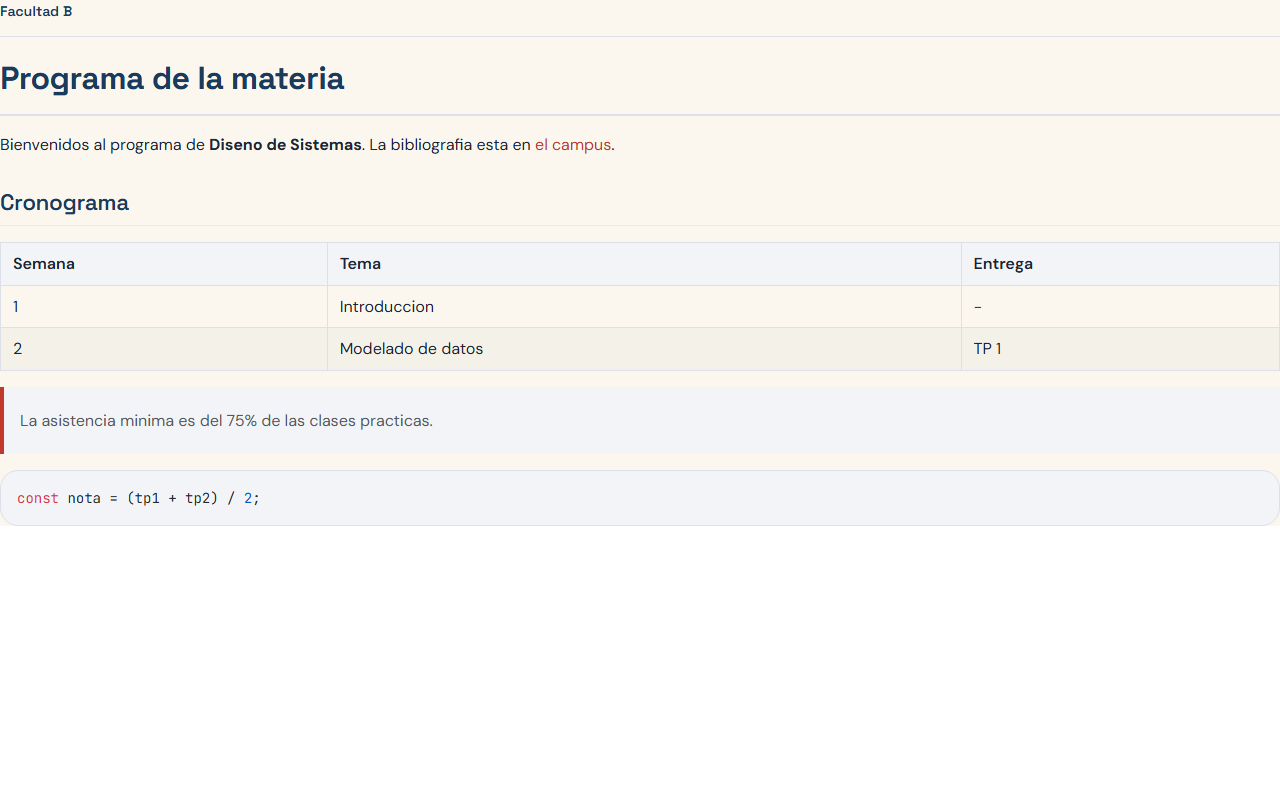 Facultad B
Programa de la materia
Bienvenidos al programa de Diseno de Sistemas. La bibliografia esta en el campus.
Cronograma
Semana Tema Entrega
1 Introduccion -
2 Modelado de datos TP 1
La asistencia minima es del 75% de las clases practicas.
const nota = (tp1 + tp2) / 2;